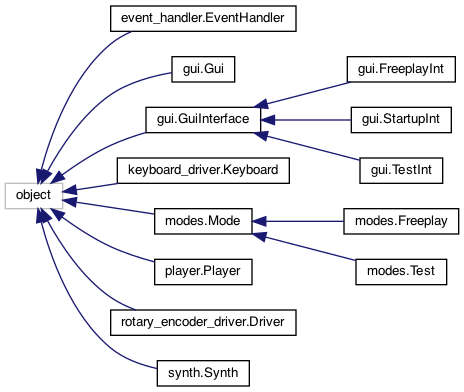 event_handler.EventHandler
gui.Gui
gui.FreeplayInt
gui.GuiInterface
gui.StartupInt
gui.TestInt
keyboard_driver.Keyboard
object
modes.Mode
modes.Freeplay
player.Player
modes.Test
rotary_encoder_driver.Driver
synth.Synth